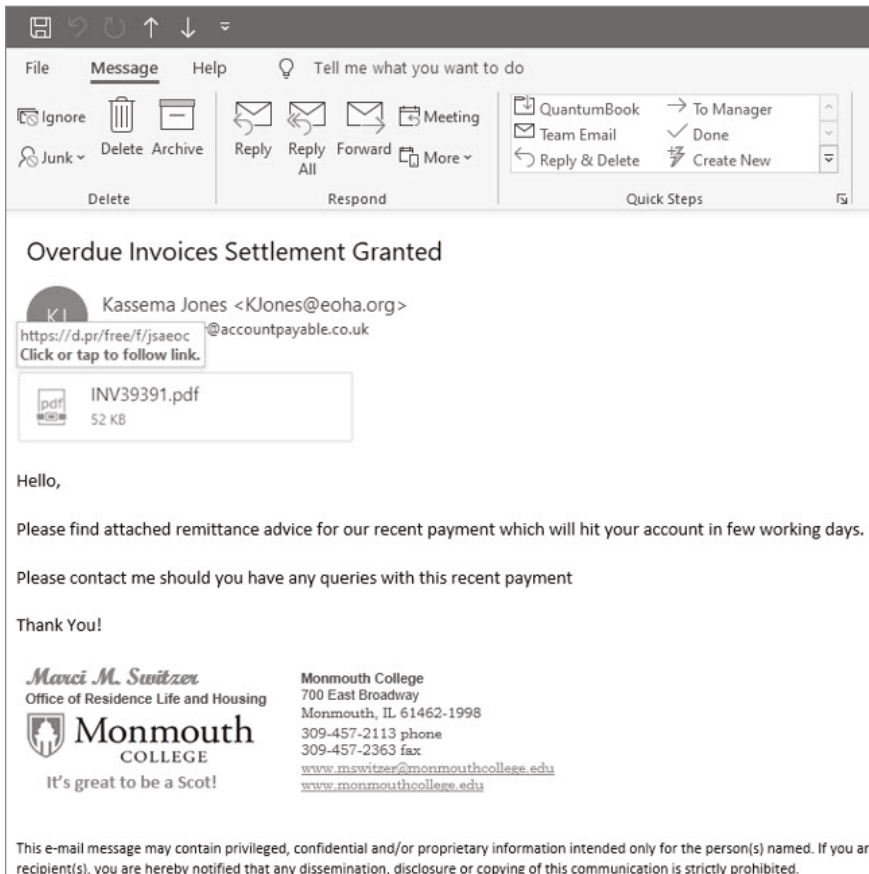 File Message Help Tell me what you want to do
Ignore
Junk
Delete Archive
Reply Reply All Forward
Meeting
More
QuantumBook To Manager
Team Email Done
Reply & Delete Create New
Delete Respond Quick Steps
Overdue Invoices Settlement Granted
KJ Kassema Jones <KJones@eoha.org>
https://d.pr/free/f/jsaeoc
@accountpayable.co.uk
Click or tap to follow link.
pdf
INV39391.pdf
52 KB
Hello,
Please find attached remittance advice for our recent payment which will hit your account in few working days.
Please contact me should you have any queries with this recent payment
Thank You!
Marci M. Switzer
Office of Residence Life and Housing
Monmouth
COLLEGE
It's great to be a Scot!
Monmouth College
700 East Broadway
Monmouth, IL 61462-1998
309-457-2113 phone
309-457-2363 fax
www.mswitzer@monmouthcollege.edu
www.monmouthcollege.edu
This e-mail message may contain privileged, confidential and/or proprietary information intended only for the person(s) named. If you ar
recipient(s), you are hereby notified that any dissemination, disclosure or copying of this communication is strictly prohibited.